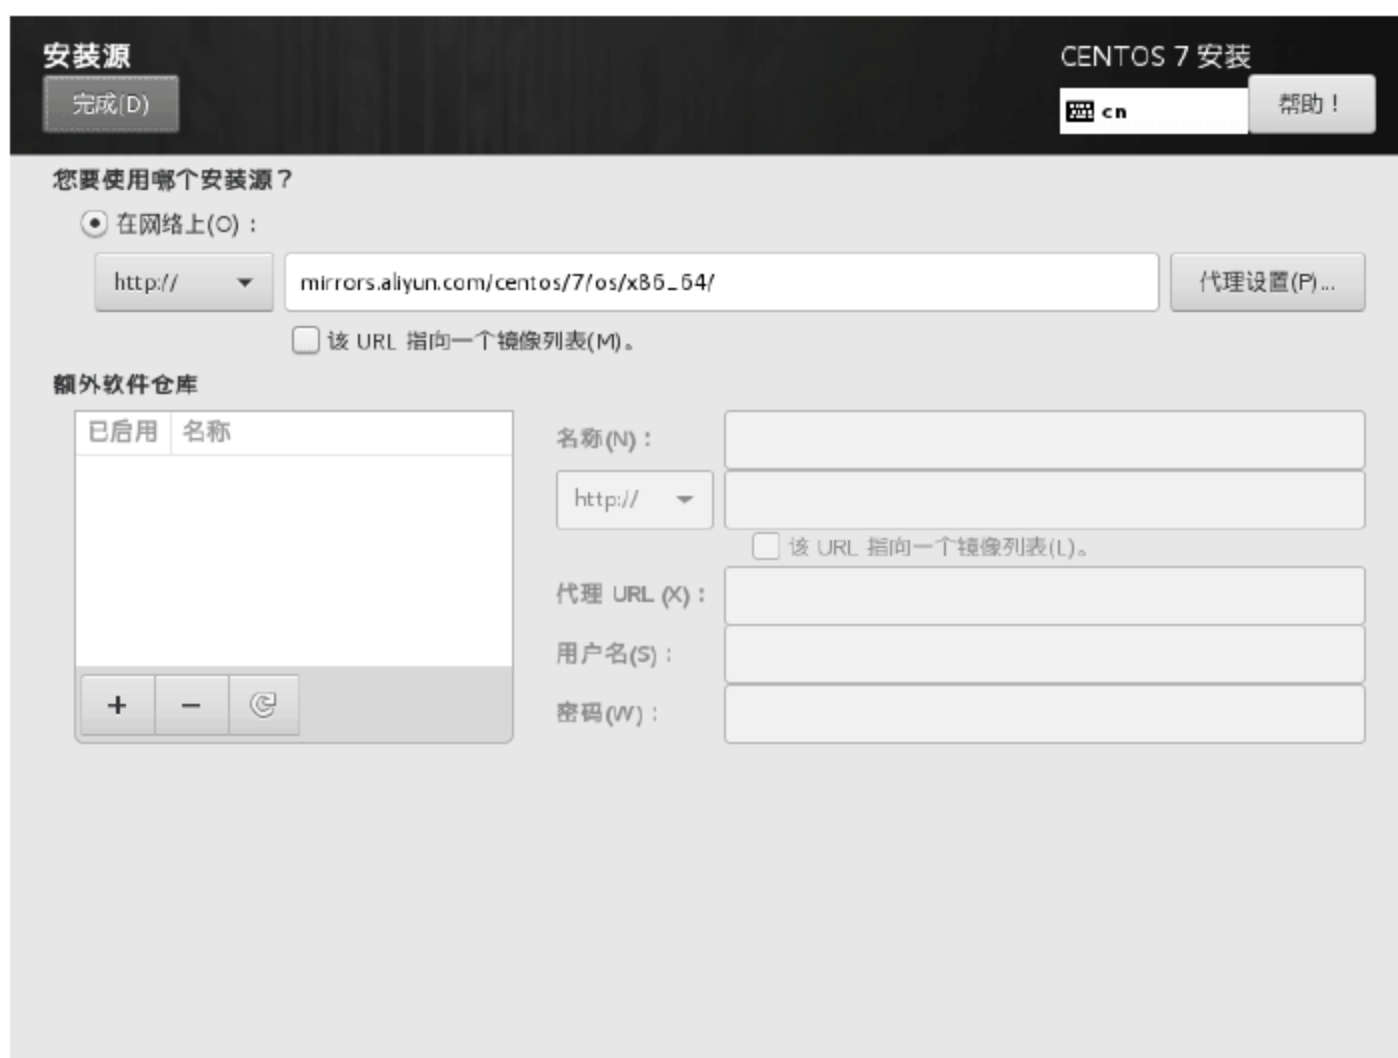 安装源
CENTOS 7 安装
完成(D)
cn
帮助！
您要使用哪个安装源？
在网络上(O)：
http://
mirrors.aliyun.com/centos/7/os/x86_64/
代理设置(P)...
该 URL 指向一个镜像列表(M)。
额外软件仓库
已启用
名称
名称(N)：
http://
该 URL 指向一个镜像列表(L)。
代理 URL (X)：
用户名(S)：
密码(W)：